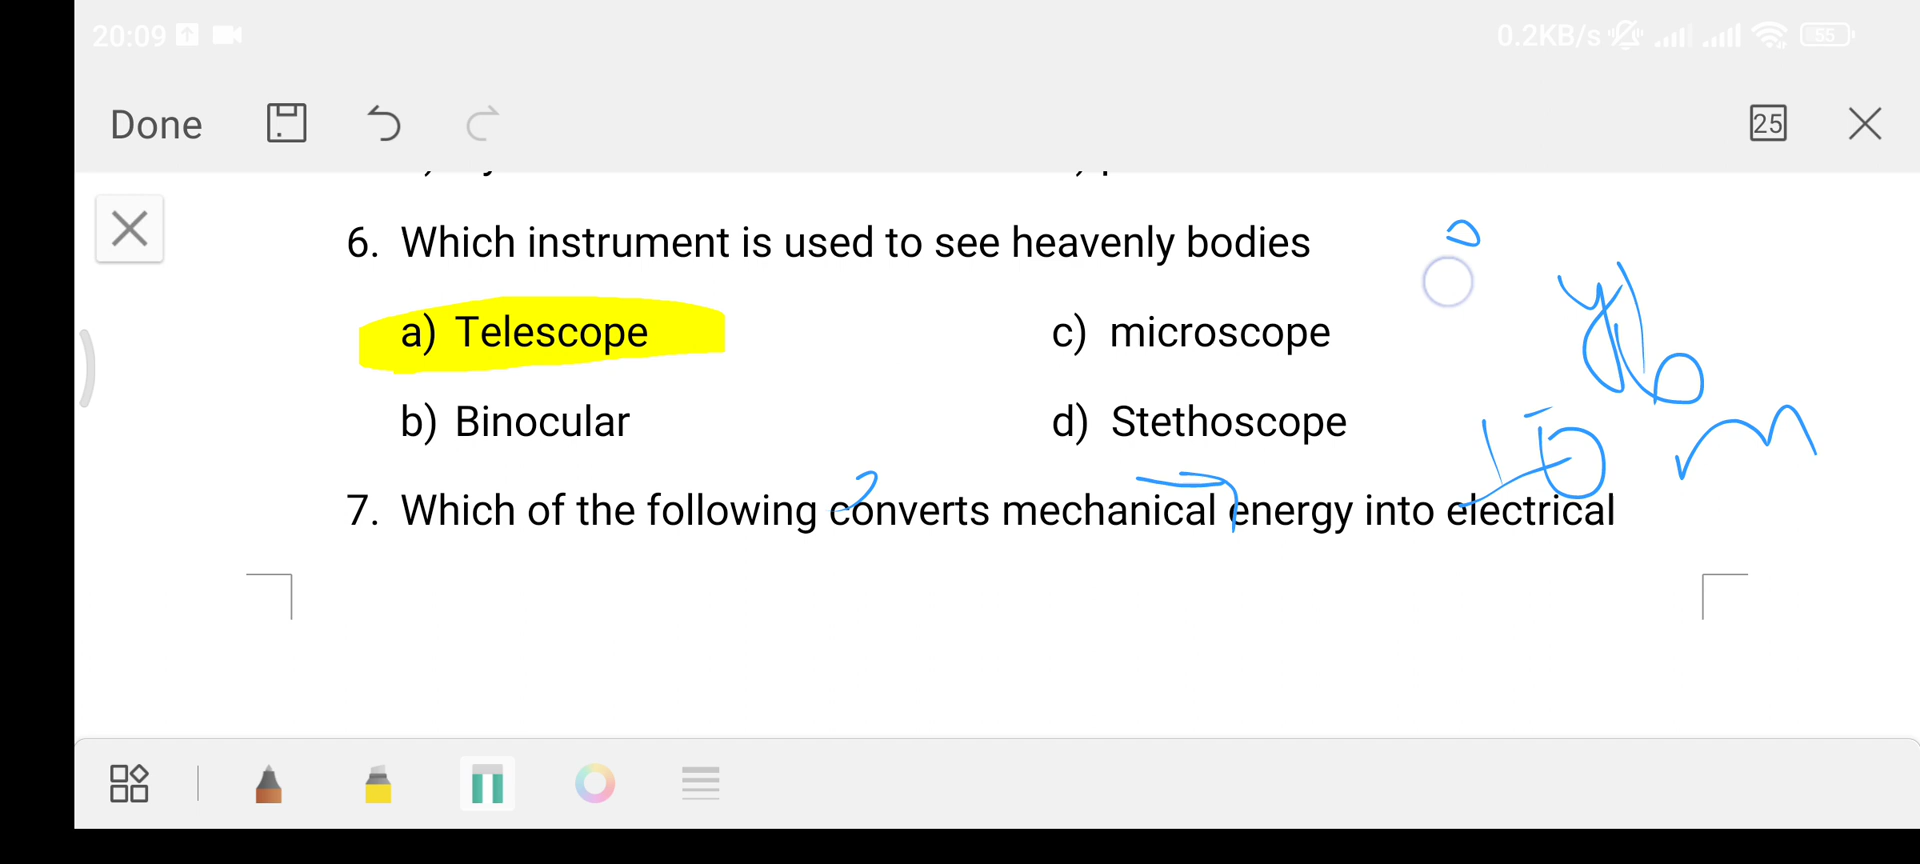 20:09 0.2KB/s 55
Done 25
6. Which instrument is used to see heavenly bodies
a) Telescope c) microscope
b) Binocular d) Stethoscope
7. Which of the following converts mechanical energy into electrical